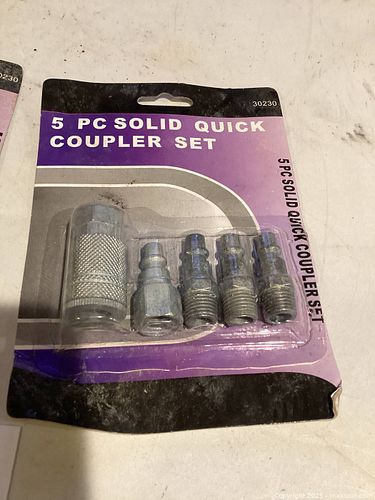 30230
30230
5 PC SOLID QUICK
COUPLER SET
5 PC SOLID QUICK COUPLER SET